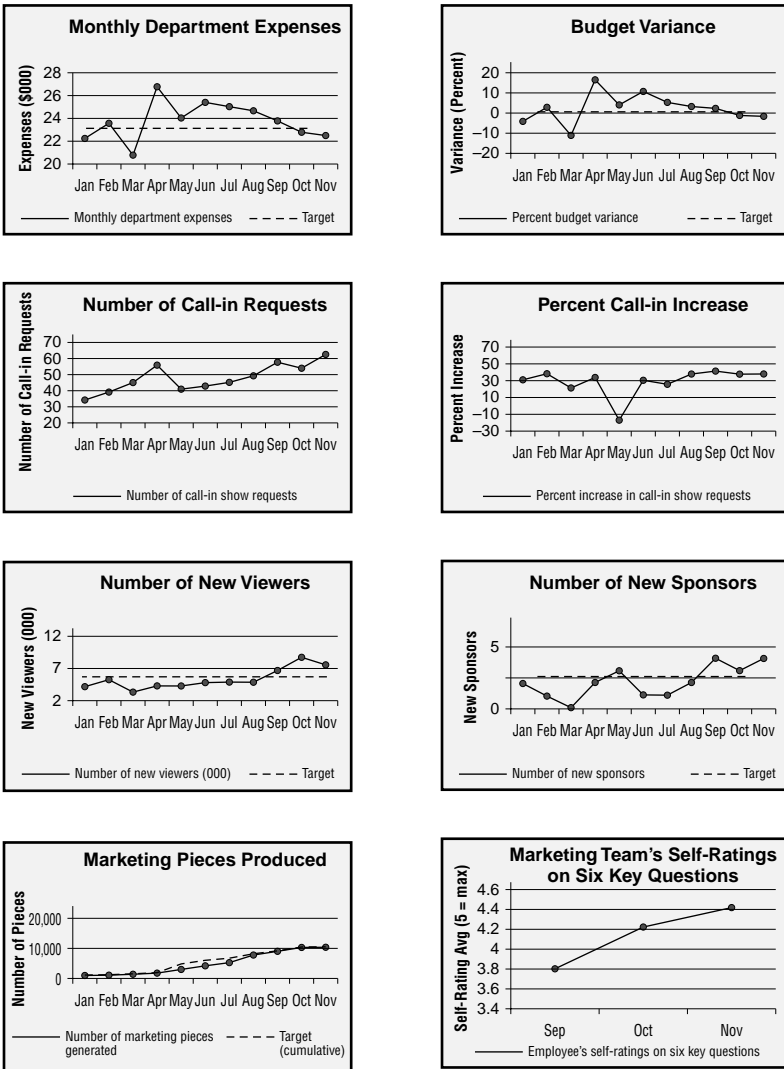 Monthly Department Expenses
Expenses ($000)
28
26
24
22
20
Jan Feb Mar Apr May Jun Jul Aug Sep Oct Nov
Monthly department expenses Target
Budget Variance
Variance (Percent)
20
10
0
–10
–20
Jan Feb Mar Apr May Jun Jul Aug Sep Oct Nov
Percent budget variance Target
Number of Call-in Requests
Number of Call-in Requests
70
60
50
40
30
20
Jan Feb Mar Apr May Jun Jul Aug Sep Oct Nov
Number of call-in show requests
Percent Call-in Increase
Percent Increase
70
50
30
10
–10
–30
Jan Feb Mar Apr May Jun Jul Aug Sep Oct Nov
Percent increase in call-in show requests
Number of New Viewers
New Viewers (000)
12
7
2
Jan Feb Mar Apr May Jun Jul Aug Sep Oct Nov
Number of new viewers (000) Target
Number of New Sponsors
New Sponsors
5
0
Jan Feb Mar Apr May Jun Jul Aug Sep Oct Nov
Number of new sponsors Target
Marketing Pieces Produced
Number of Pieces
20,000
10,000
0
Jan Feb Mar Apr May Jun Jul Aug Sep Oct Nov
Number of marketing pieces Target
generated (cumulative)
Marketing Team's Self-Ratings
on Six Key Questions
Self-Rating Avg (5 = max)
4.6
4.4
4.2
4
3.8
3.6
3.4
Sep Oct Nov
Employee's self-ratings on six key questions